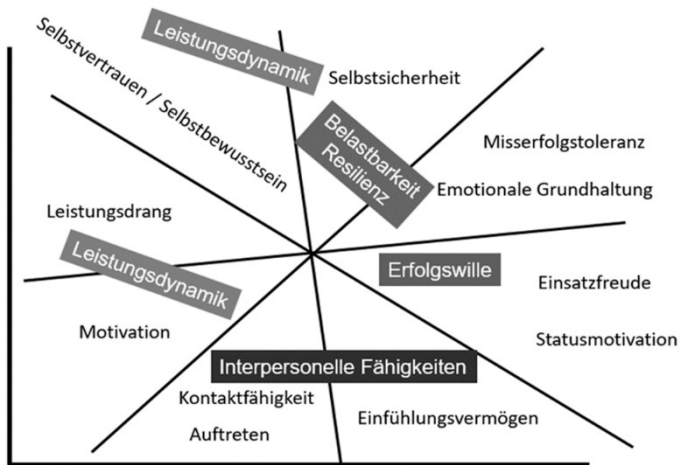 Leistungsdynamik
Selbstvertrauen / Selbstbewusstsein
Selbstsicherheit
Belastbarkeit
Resilienz
Misserfolgstoleranz
Emotionale Grundhaltung
Leistungsdrang
Leistungsdynamik
Erfolgswille
Einsatzfreude
Motivation
Statusmotivation
Interpersonelle Fähigkeiten
Kontaktfähigkeit
Einfühlungsvermögen
Auftreten